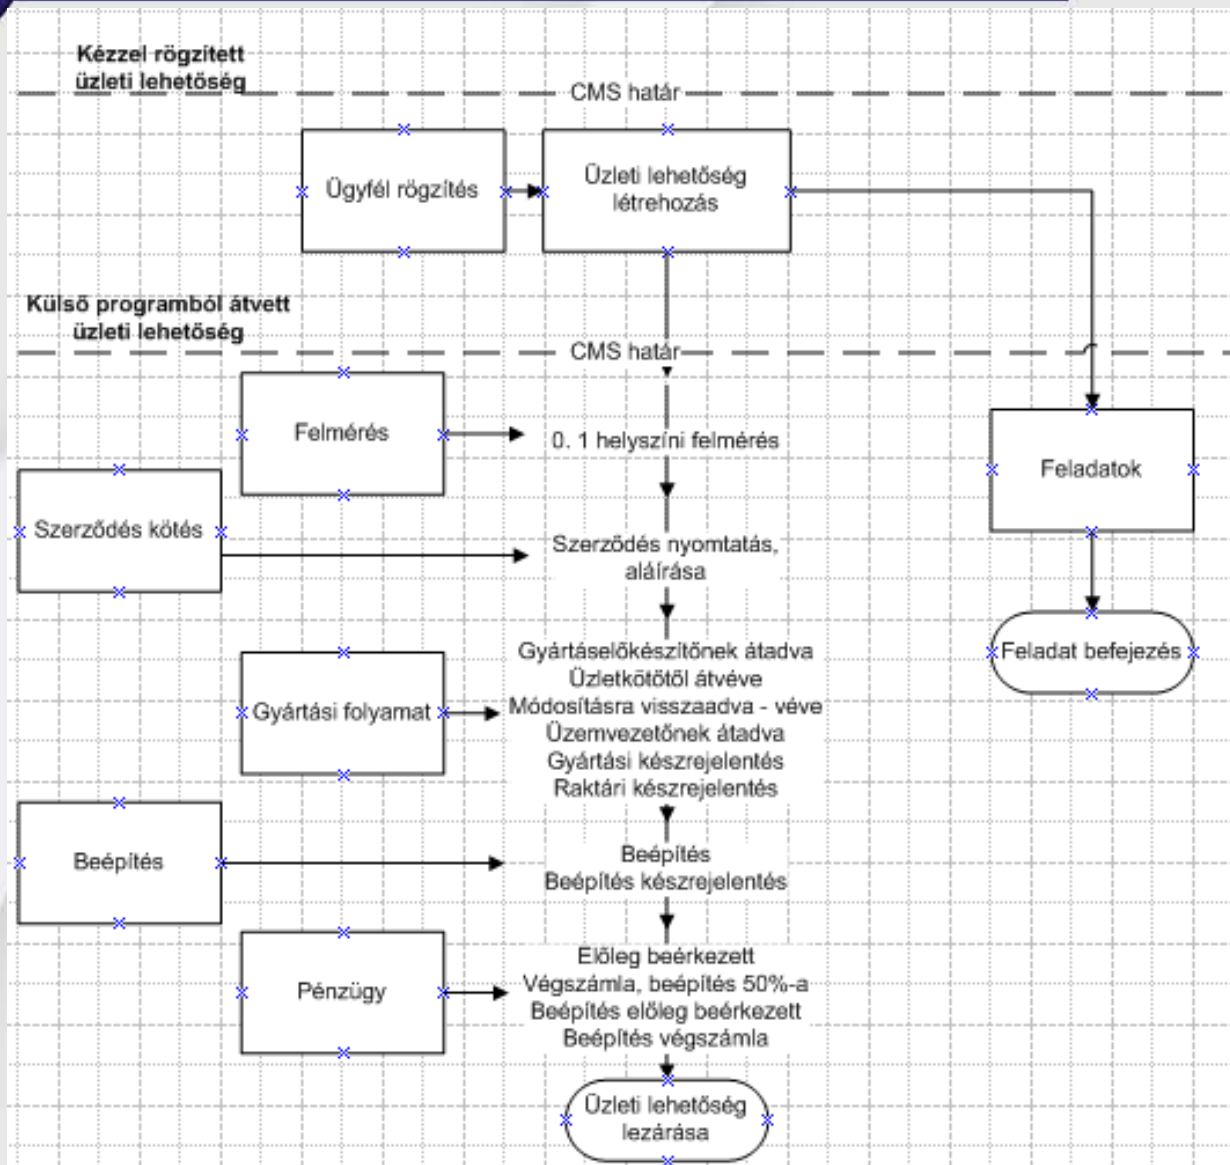 Kézzel rögzített
üzleti lehetőség
CMS határ
Ügyfél rögzítés
Üzleti lehetőség
létrehozás
Külső programból átvett
üzleti lehetőség
CMS határ
Felmérés
0. 1 helyszíni felmérés
Feladatok
Szerződés kötés
Szerződés nyomtatás,
aláírása
Feladat befejezés
Gyártási folyamat
Gyártáselőkészítőnek átadva
Üzletkötőtől átvéve
Módosításra visszaadva - véve
Üzemvezetőnek átadva
Gyártási készrejelentés
Raktári készrejelentés
Beépítés
Beépítés
Beépítés készrejelentés
Pénzügy
Előleg beérkezett
Végszámla, beépítés 50%-a
Beépítés előleg beérkezett
Beépítés végszámla
Üzleti lehetőség
lezárása